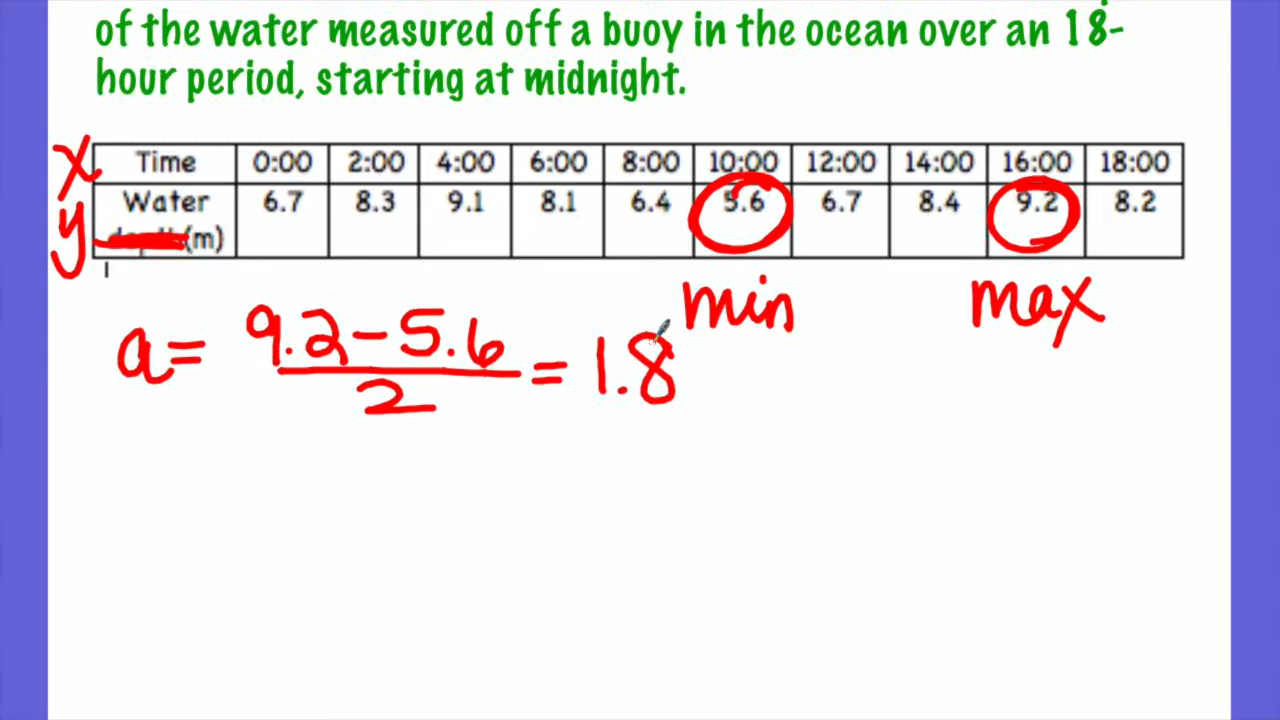 of the water measured off a buoy in the ocean over an 18-
hour period, starting at midnight.
x Time 0:00 2:00 4:00 6:00 8:00 10:00 12:00 14:00 16:00 18:00
y Water 6.7 8.3 9.1 8.1 6.4 5.6 6.7 8.4 9.2 8.2
depth (m)
min max
a = 9.2 - 5.6 = 1.8
2